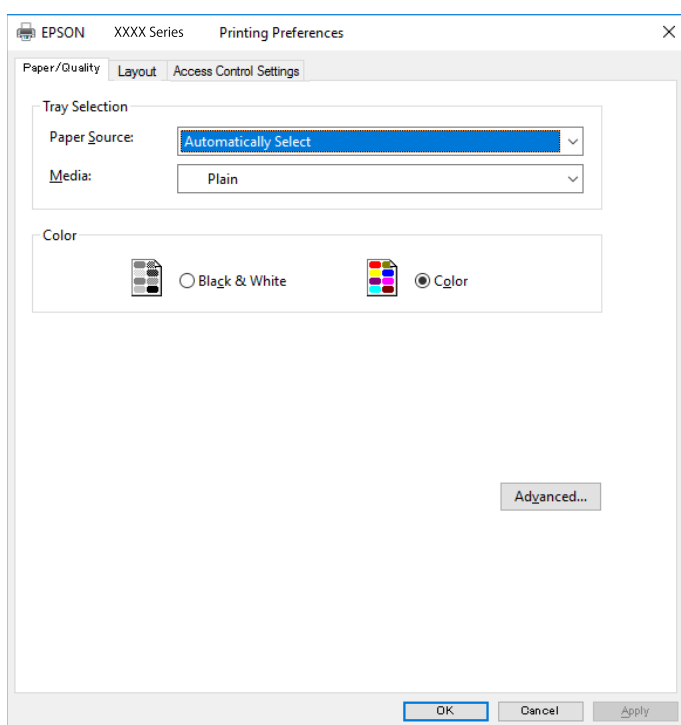 EPSON XXXX Series Printing Preferences
Paper/Quality Layout Access Control Settings
Tray Selection
Paper Source: Automatically Select
Media: Plain
Color
Black & White Color
Advanced...
OK Cancel Apply